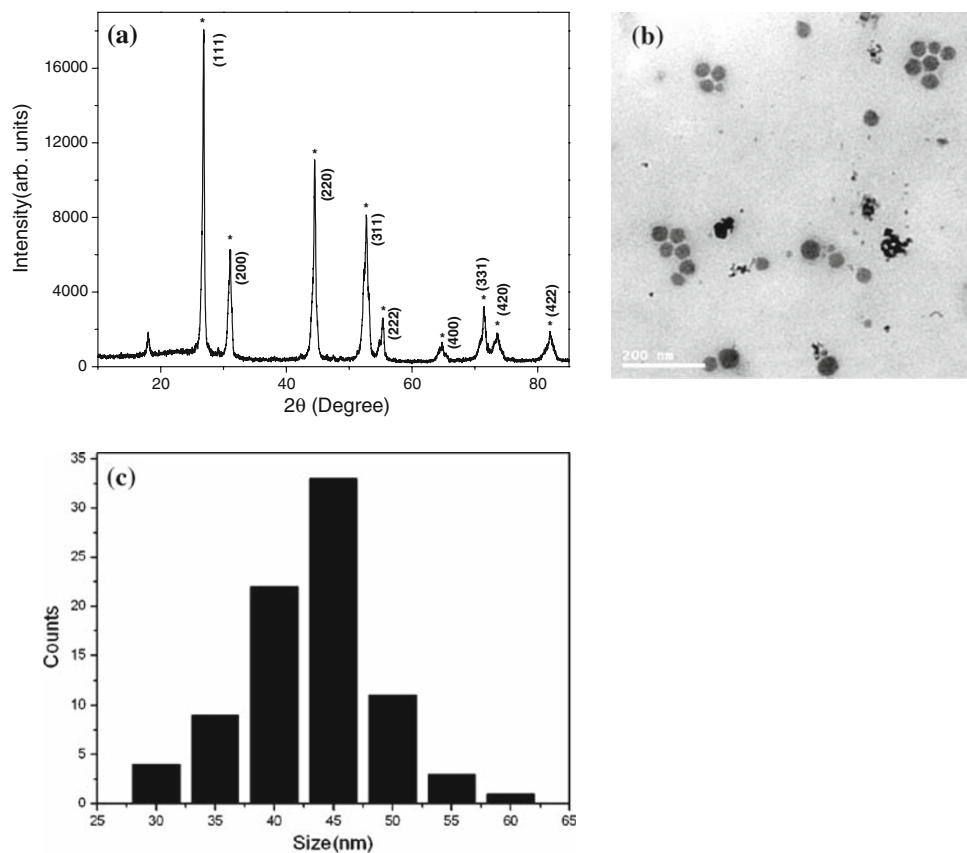 (a)
Intensity(arb. units)
16000
12000
8000
4000
0
* (111)
* (200)
* (220)
* (311)
* (222)
* (400)
* (331)
* (420)
* (422)
20 40 60 80
2θ (Degree)
(b)
200 nm
(c)
Counts
35
30
25
20
15
10
5
0
25 30 35 40 45 50 55 60 65
Size(nm)